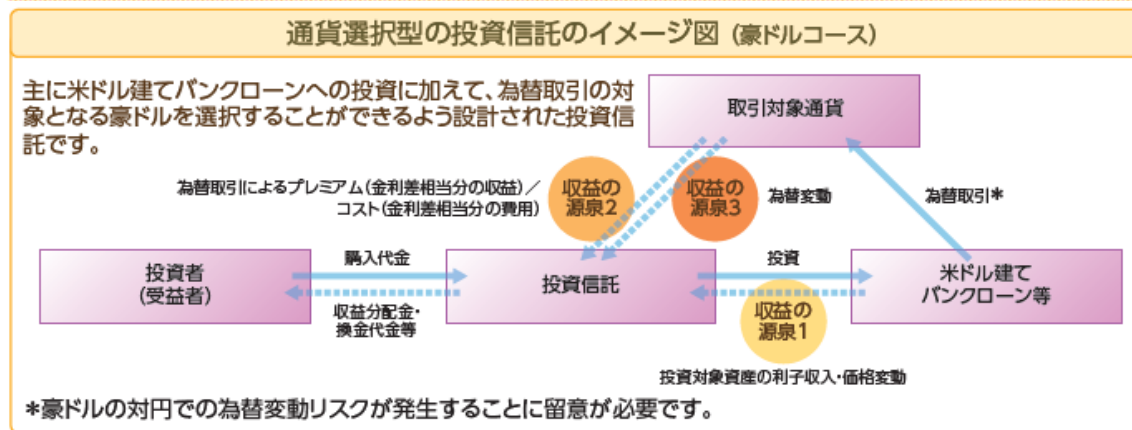 通貨選択型の投資信託のイメージ図（豪ドルコース）
主に米ドル建てバンクローンへの投資に加えて、為替取引の対
象となる豪ドルを選択することができるよう設計された投資信
託です。
取引対象通貨
為替取引によるプレミアム（金利差相当分の収益）／
コスト（金利差相当分の費用）
収益の
源泉2
収益の
源泉3
為替変動
為替取引＊
投資者
（受益者）
購入代金
収益分配金・
換金代金等
投資信託
投資
収益の
源泉1
投資対象資産の利子収入・価格変動
米ドル建て
バンクローン等
＊豪ドルの対円での為替変動リスクが発生することに留意が必要です。